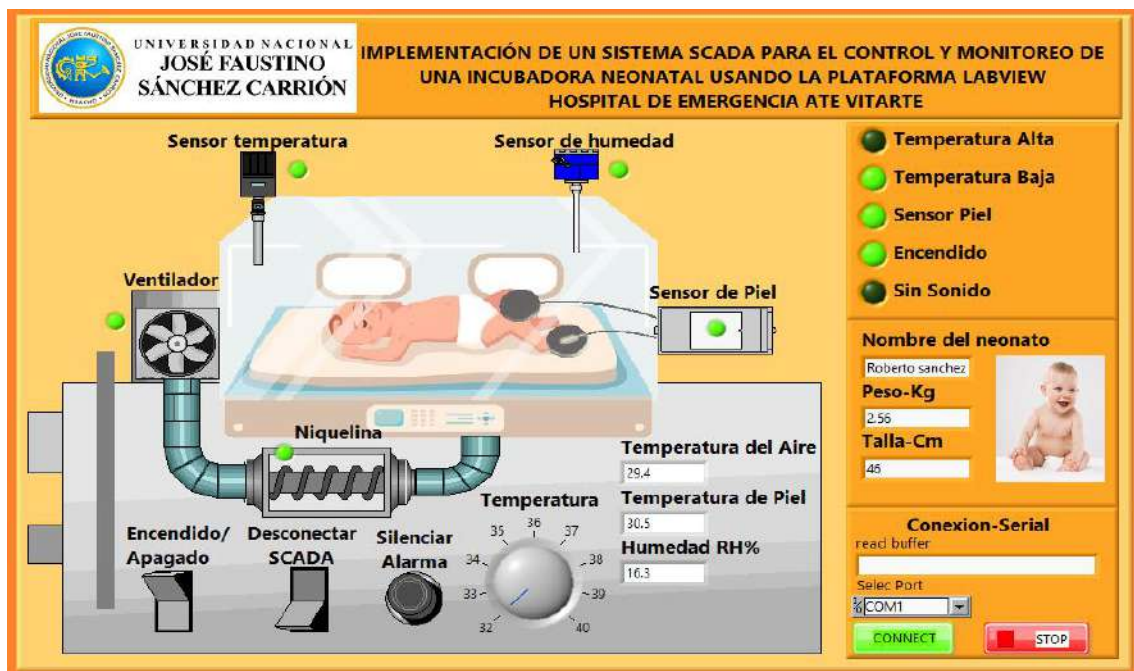 UNIVERSIDAD NACIONAL
JOSÉ FAUSTINO
SÁNCHEZ CARRIÓN
IMPLEMENTACIÓN DE UN SISTEMA SCADA PARA EL CONTROL Y MONITOREO DE
UNA INCUBADORA NEONATAL USANDO LA PLATAFORMA LABVIEW
HOSPITAL DE EMERGENCIA ATE VITARTE
Sensor temperatura
Sensor de humedad
Ventilador
Sensor de Piel
Niquelina
Temperatura del Aire
29.4
Temperatura de Piel
30.5
Humedad RH%
16.3
Encendido/
Apagado
Desconectar
SCADA
Silenciar
Alarma
Temperatura
32
33
34
35
36
37
38
39
40
Temperatura Alta
Temperatura Baja
Sensor Piel
Encendido
Sin Sonido
Nombre del neonato
Roberto sanchez
Peso-Kg
2.56
Talla-Cm
46
Conexion-Serial
read buffer
Selec Port
COM1
CONNECT
STOP